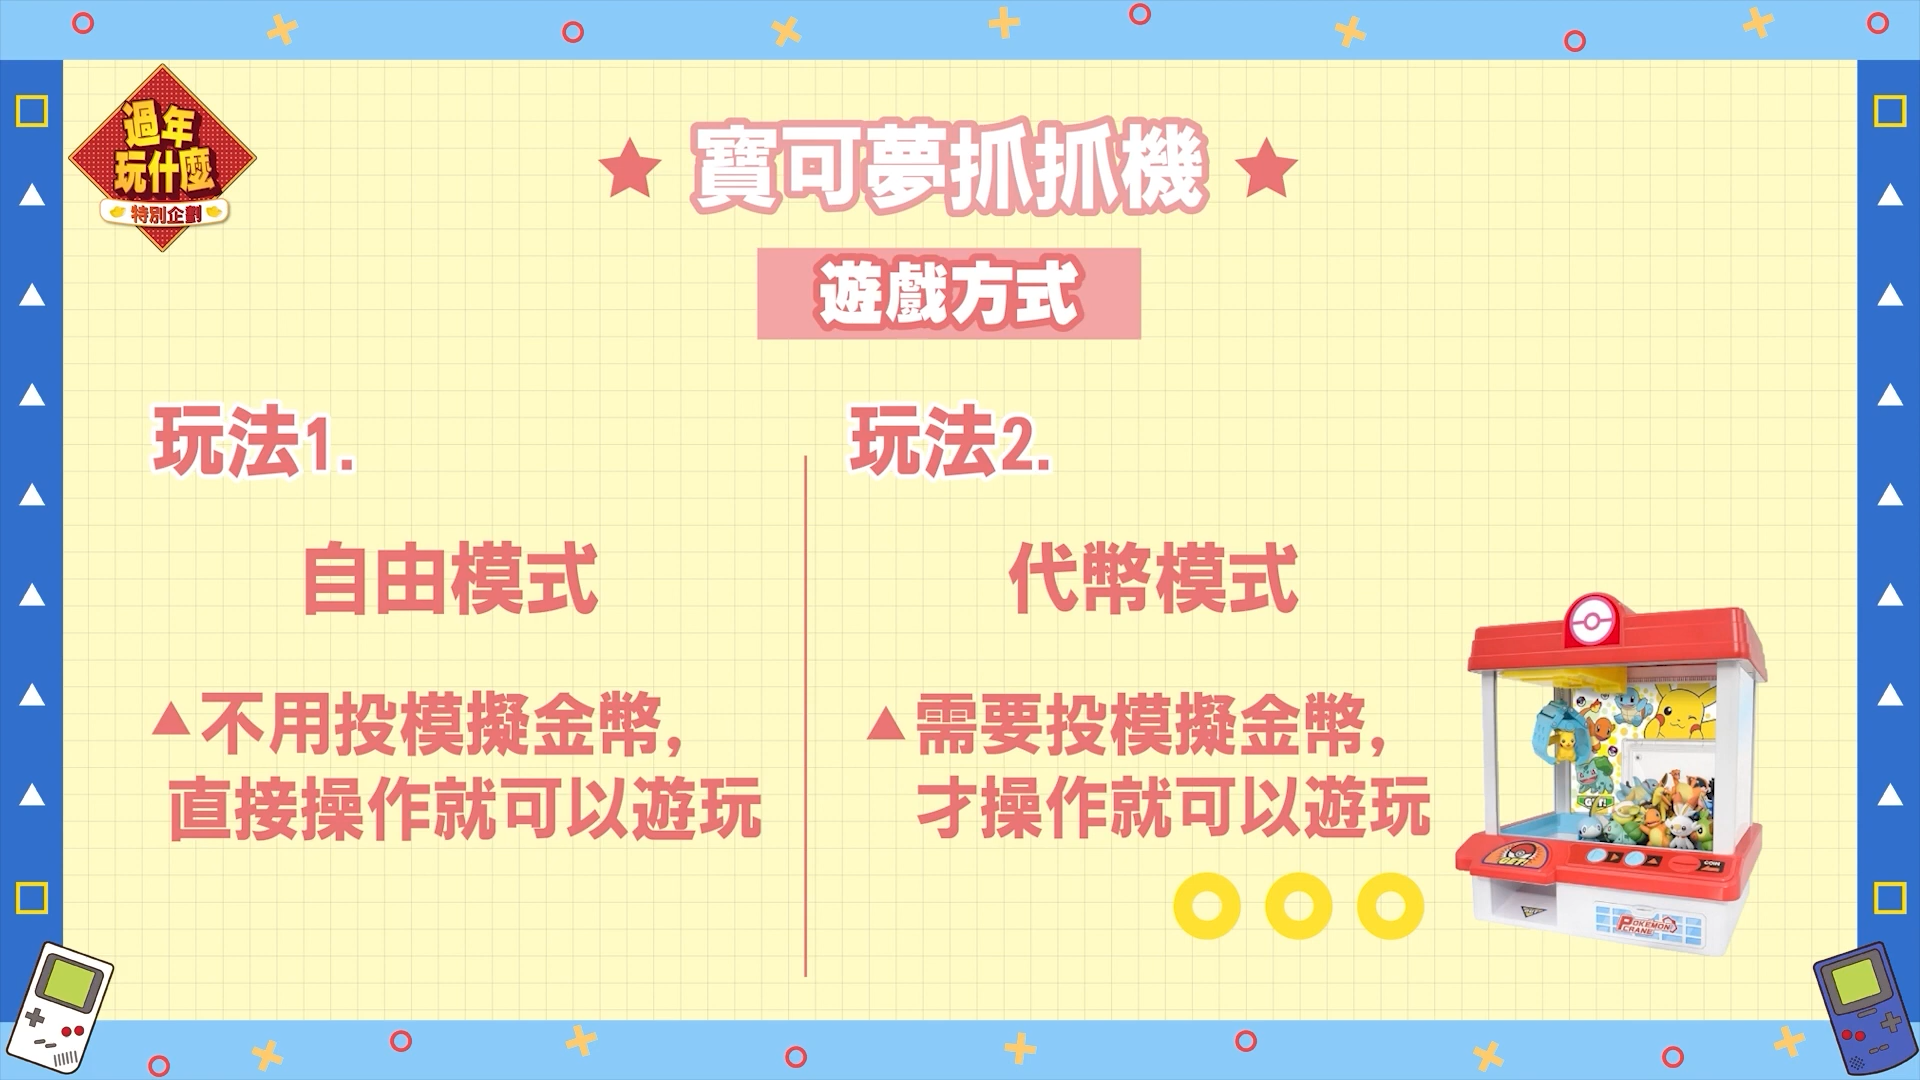 過年
玩什麼
特別企劃
寶可夢抓抓機
遊戲方式
玩法1.
自由模式
▲不用投模擬金幣，
直接操作就可以遊玩
玩法2.
代幣模式
▲需要投模擬金幣，
才操作就可以遊玩
GET!
COIN
POKEMON
CRANE